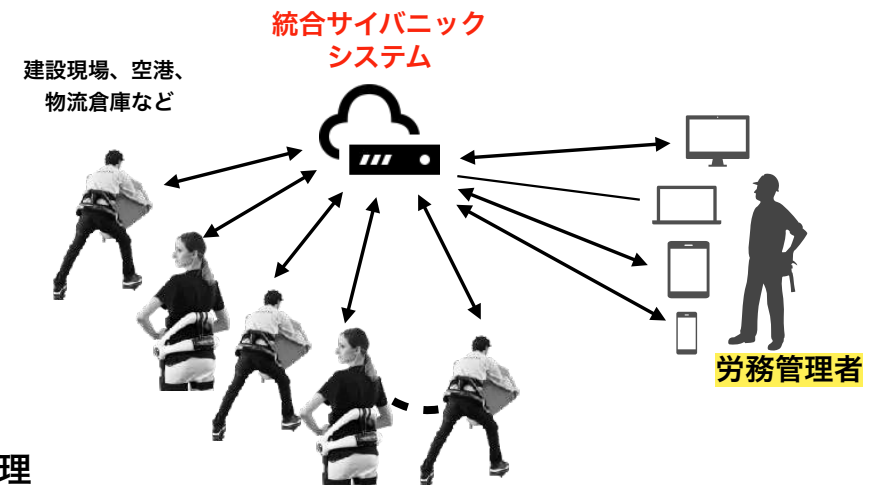 統合サイバニック
システム
建設現場、空港、
物流倉庫など
労務管理者
理